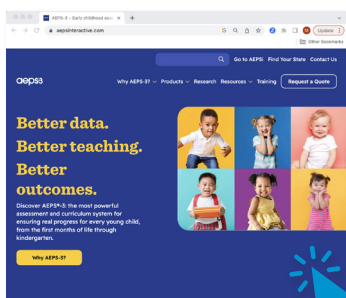 AEPS-3 – Early childhood asse
aepsinteractive.com
Update
Other Bookmarks
Go to AEPSi Find Your State Contact Us
aeps3
Why AEPS-3? Products Research Resources Training Request a Quote
Better data.
Better teaching.
Better
outcomes.
Discover AEPS®-3: the most powerful
assessment and curriculum system for
ensuring real progress for every young child,
from the first months of life through
kindergarten.
Why AEPS-3?